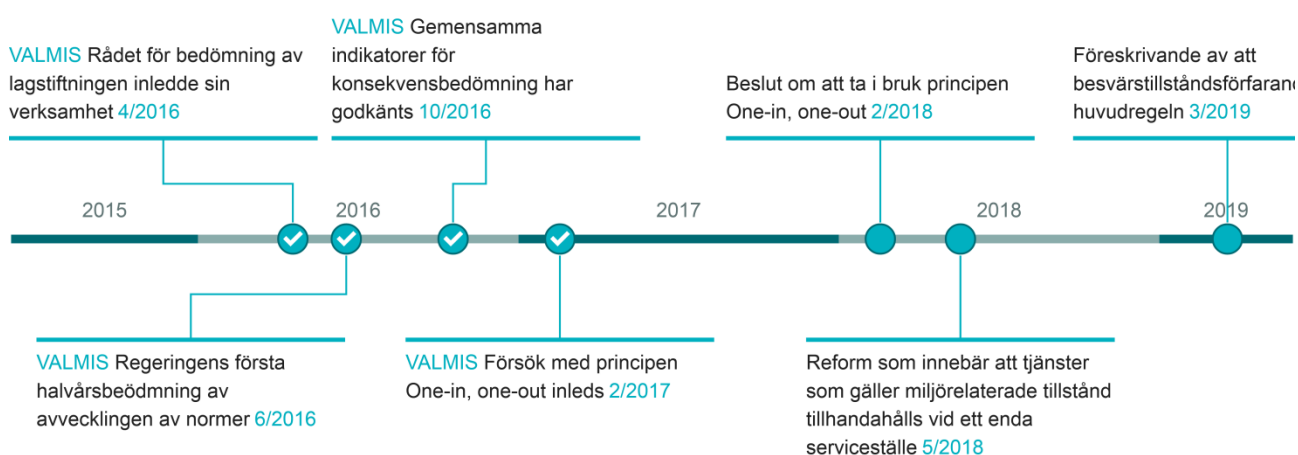 VALMIS Rådet för bedömning av
lagstiftningen inledde sin
verksamhet 4/2016
VALMIS Gemensamma
indikatorer för
konsekvensbedömning har
godkänts 10/2016
Beslut om att ta i bruk principen
One-in, one-out 2/2018
Föreskrivande av att
besvärstillståndsförfarand
huvudregeln 3/2019
2015
2016
2017
2018
2019
VALMIS Regeringens första
halvårsbeödmning av
avvecklingen av normer 6/2016
VALMIS Försök med principen
One-in, one-out inleds 2/2017
Reform som innebär att tjänster
som gäller miljörelaterade tillstånd
tillhandahålls vid ett enda
serviceställe 5/2018